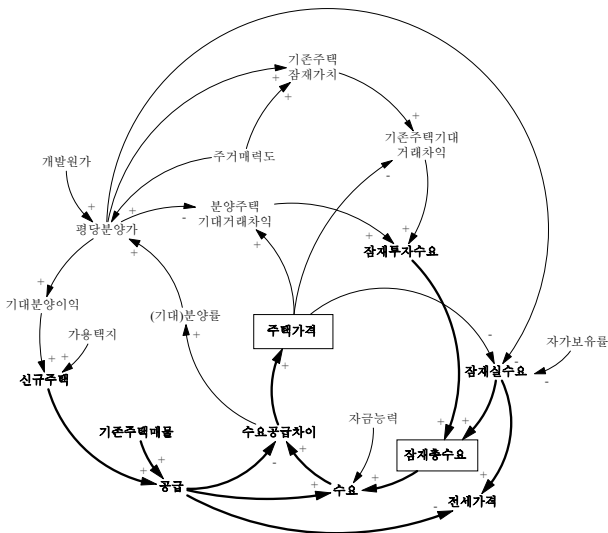 기존주택
잠재가치
주거매력도
기존주택기대
거래차익
개발원가
평당분양가
분양주택
기대거래차익
잠재투자수요
기대분양이익
(기대)분양률
주택가격
가용택지
자가보유률
신규주택
잠재실수요
기존주택매물
수요공급차이
자금능력
잠재총수요
공급
수요
전세가격